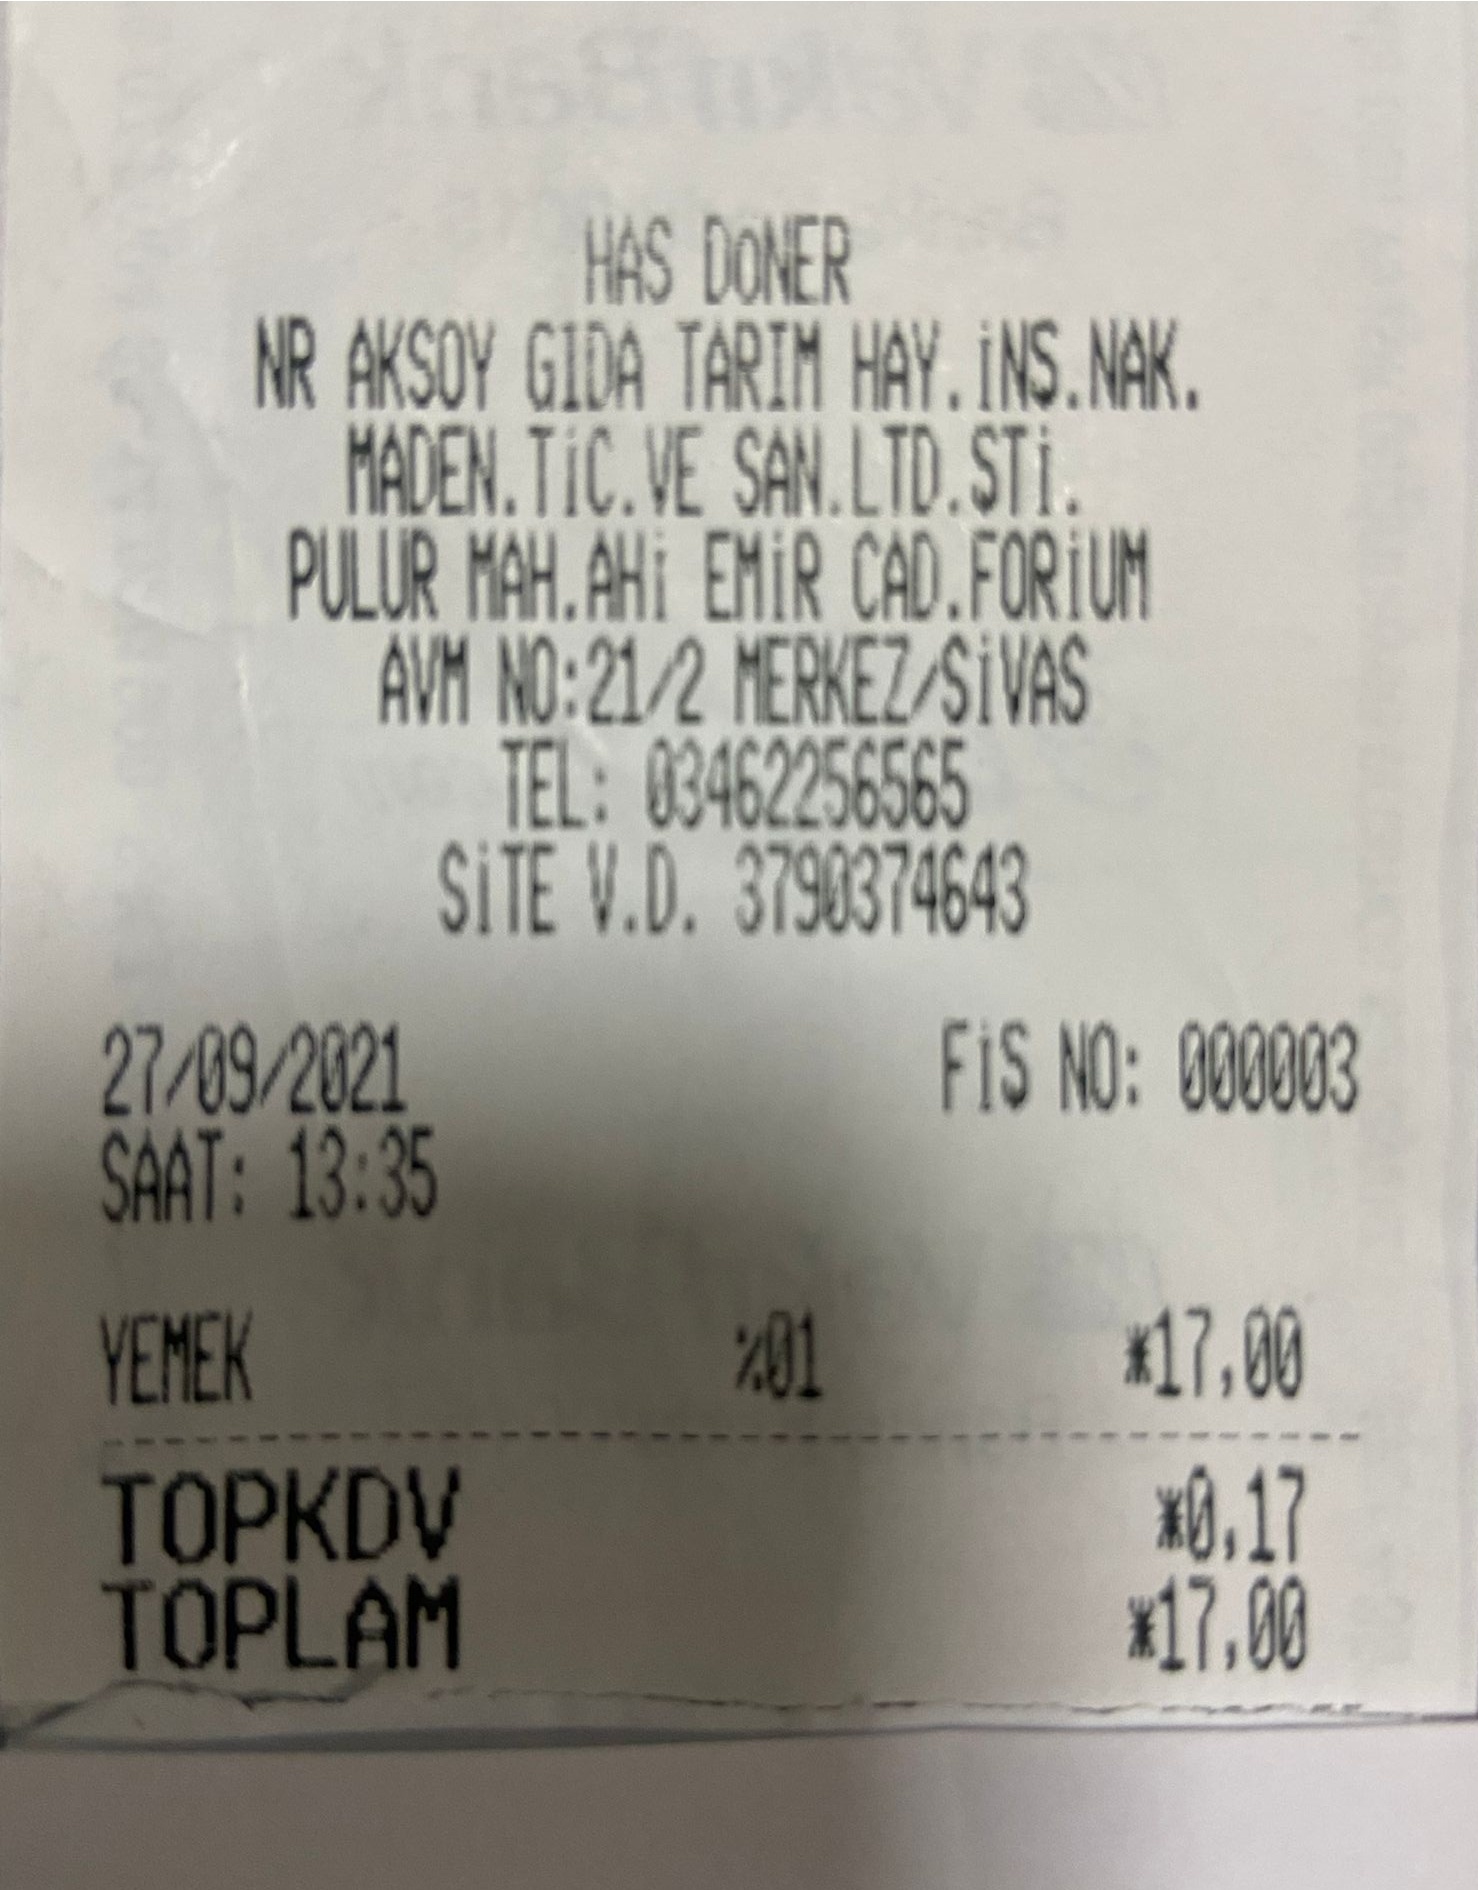 HAS DöNER
NR AKSOY GIDA TARIM HAY.İNŞ.NAK.
MADEN.TİC.VE SAN.LTD.ŞTİ.
PULUR MAH.AHİ EMİR CAD.FORİUM
AVM NO:21/2 MERKEZ/SİVAS
TEL: 03462256565
SİTE V.D. 3790374643
27/09/2021 FİŞ NO: 000003
SAAT: 13:35
YEMEK %01 *17,00
TOPKDV *0,17
TOPLAM *17,00